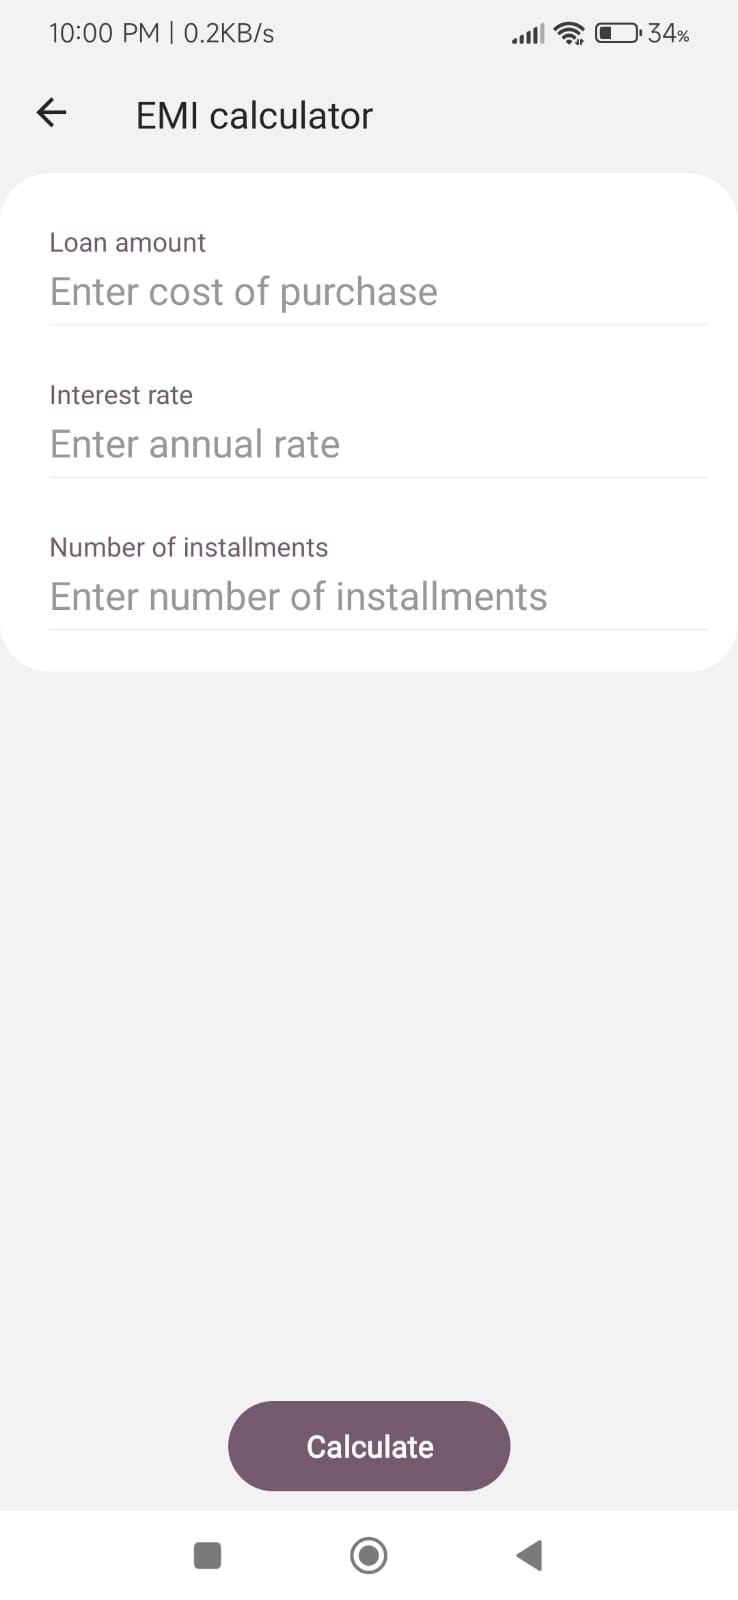 10:00 PM | 0.2KB/s 34%
EMI calculator
Loan amount
Enter cost of purchase
Interest rate
Enter annual rate
Number of installments
Enter number of installments
Calculate